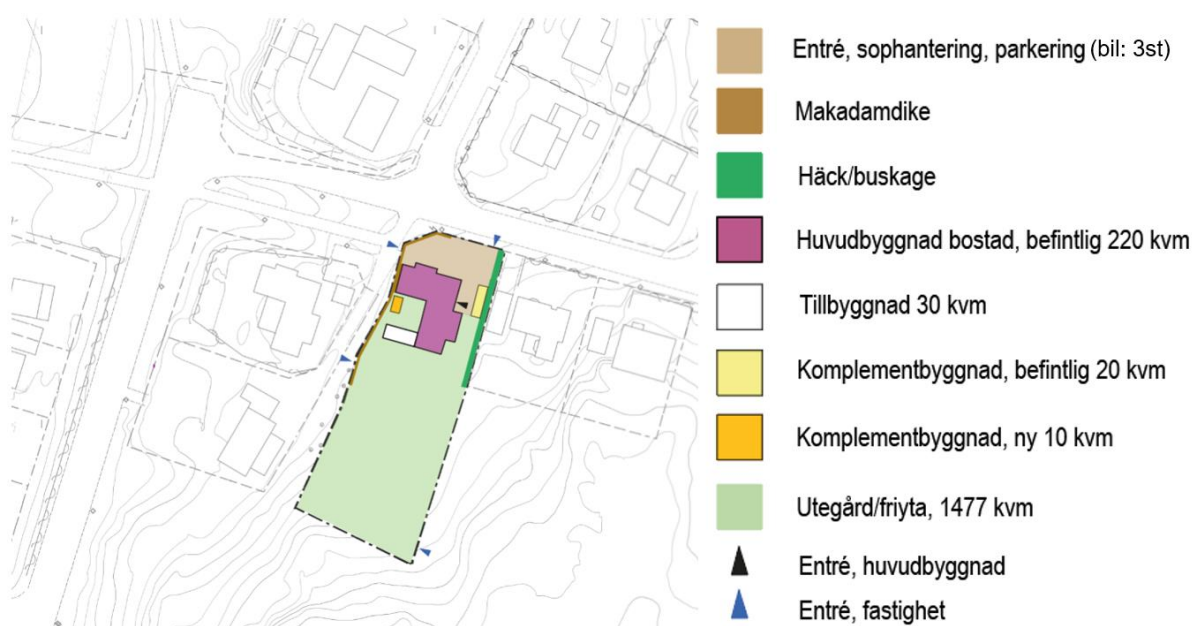 Entré, sophantering, parkering (bil: 3st)
Makadamdike
Häck/buskage
Huvudbyggnad bostad, befintlig 220 kvm
Tillbyggnad 30 kvm
Komplementbyggnad, befintlig 20 kvm
Komplementbyggnad, ny 10 kvm
Utegård/friyta, 1477 kvm
Entré, huvudbyggnad
Entré, fastighet